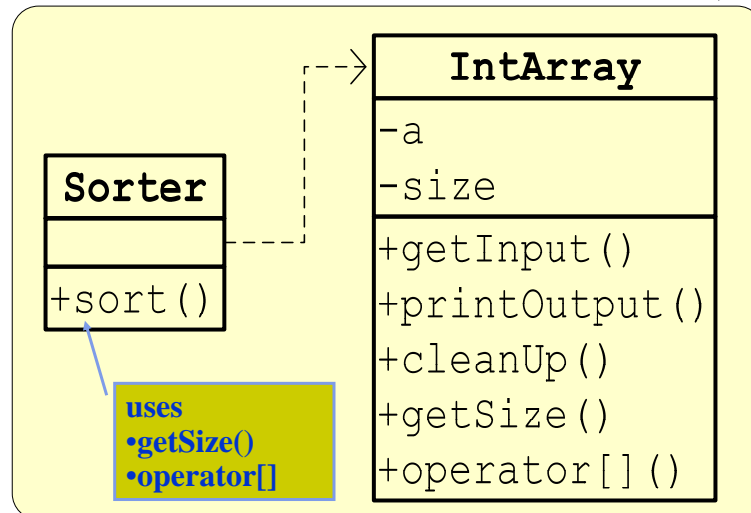 Sorter
+sort()
uses
•getSize()
•operator[]
IntArray
-a
-size
+getInput()
+printOutput()
+cleanUp()
+getSize()
+operator[]()